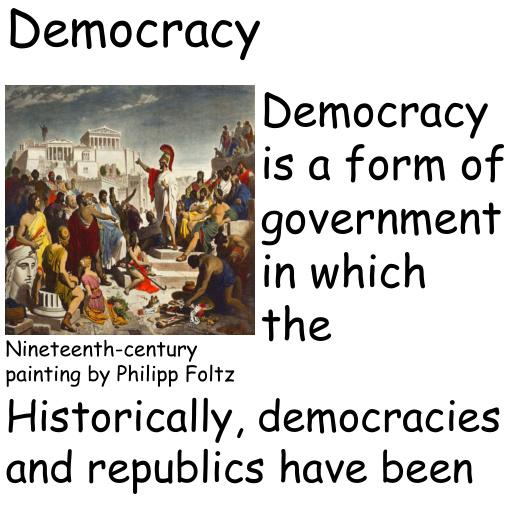 Democracy
Democracy
is a form of
government
in which
the
Nineteenth-century
painting by Philipp Foltz
Historically, democracies
and republics have been